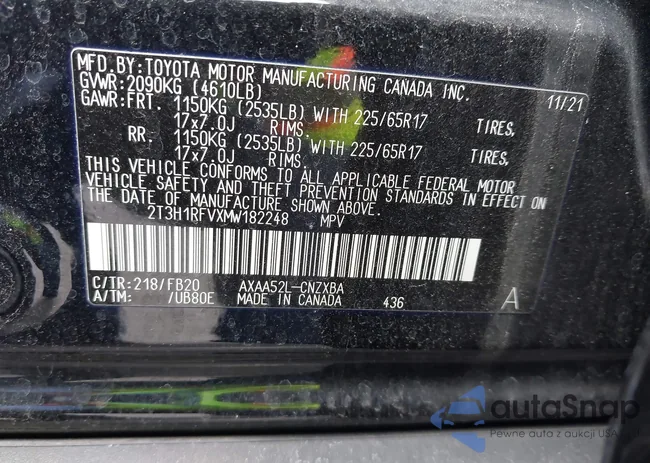 MFD. BY: TOYOTA MOTOR MANUFACTURING CANADA INC.
GVWR: 2090KG (4610LB) 11/21
GAWR: FRT. 1150KG (2535LB) WITH 225/65R17 TIRES,
17x7.0J RIMS.
RR. 1150KG (2535LB) WITH 225/65R17 TIRES,
17x7.0J RIMS.
THIS VEHICLE CONFORMS TO ALL APPLICABLE FEDERAL MOTOR
VEHICLE SAFETY AND THEFT PREVENTION STANDARDS IN EFFECT ON
THE DATE OF MANUFACTURE SHOWN ABOVE.
2T3H1RFVXMW182248 MPV
C/TR: 218/FB20 AXAA52L-CNZXBA
A/TM: /UB80E MADE IN CANADA 436 A
autaSnap
Pewne auta z aukcji USA